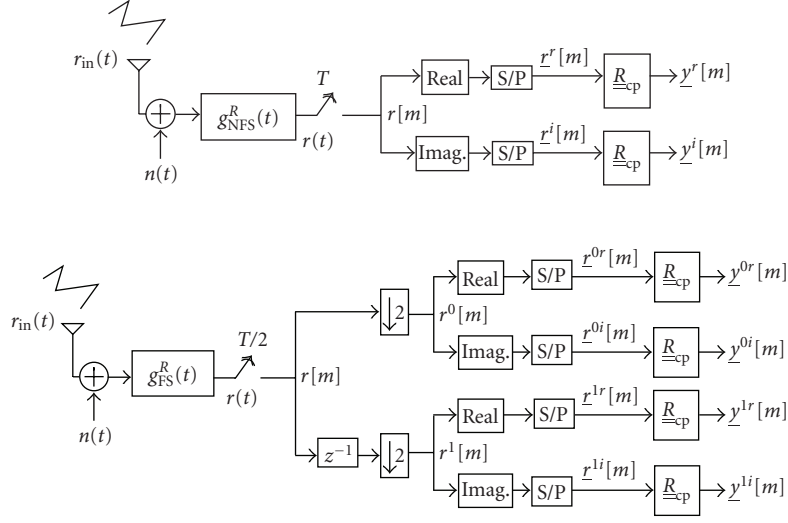 r_in(t)
n(t)
g^R_NFS(t)
T
r(t)
r[m]
Real
S/P
r^r[m]
R_cp
y^r[m]
Imag.
S/P
r^i[m]
R_cp
y^i[m]
r_in(t)
n(t)
g^R_FS(t)
T/2
r(t)
r[m]
↓2
r^0[m]
Real
S/P
r^0r[m]
R_cp
y^0r[m]
Imag.
S/P
r^0i[m]
R_cp
y^0i[m]
z^−1
↓2
r^1[m]
Real
S/P
r^1r[m]
R_cp
y^1r[m]
Imag.
S/P
r^1i[m]
R_cp
y^1i[m]